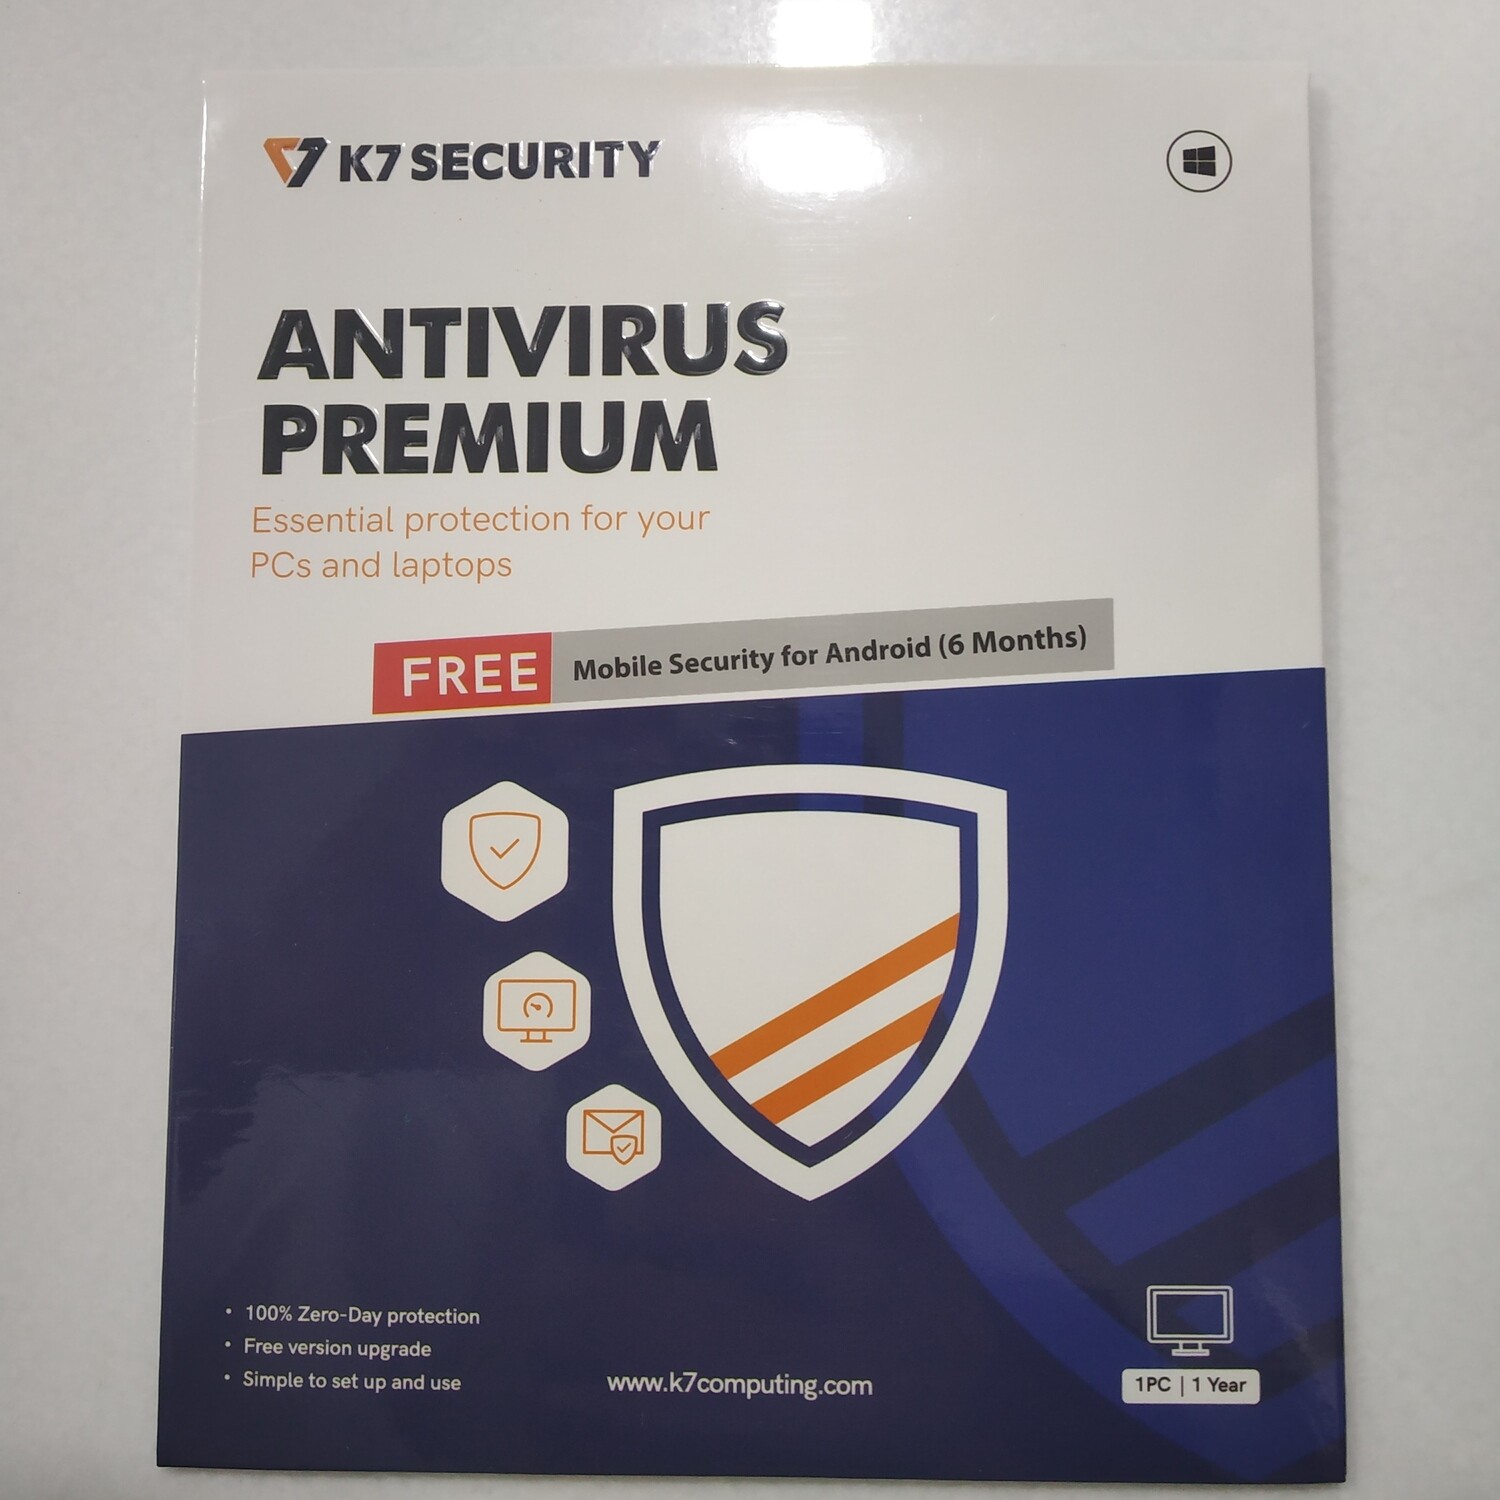 K7 SECURITY
ANTIVIRUS
PREMIUM
Essential protection for your
PCs and laptops
FREE Mobile Security for Android (6 Months)
• 100% Zero-Day protection
• Free version upgrade
• Simple to set up and use
www.k7computing.com
1PC | 1 Year